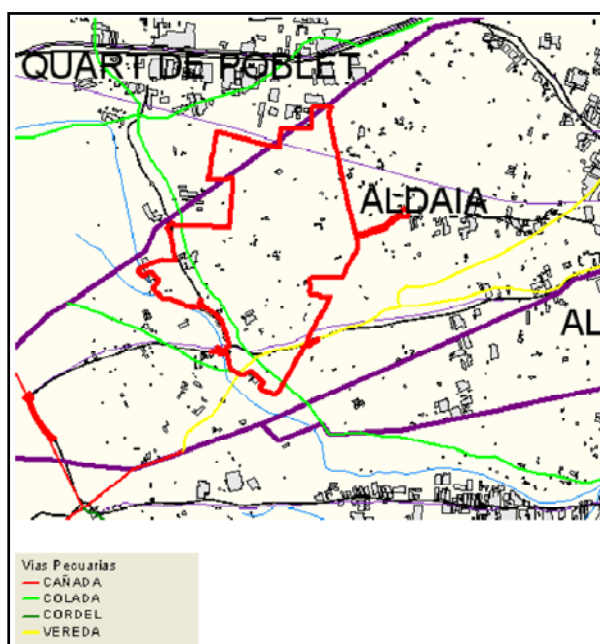 QUART DE POBLET
ALDAIA
AL
Vias Pecuarias
CAÑADA
COLADA
CORDEL
VEREDA